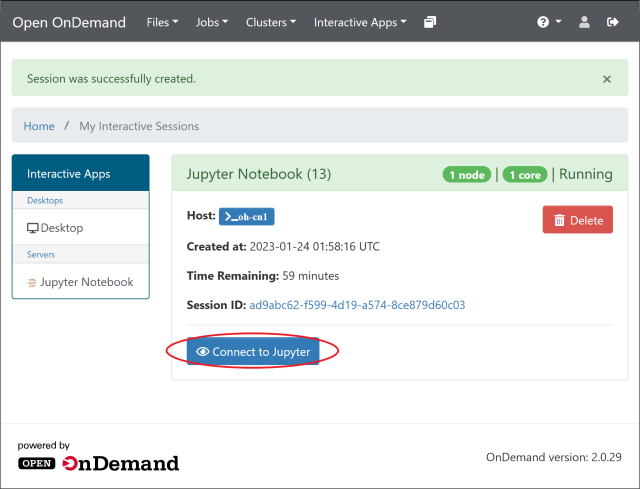 Open OnDemand Files Jobs Clusters Interactive Apps
Session was successfully created. ×
Home / My Interactive Sessions
Interactive Apps
Desktops
Desktop
Servers
Jupyter Notebook
Jupyter Notebook (13) 1 node | 1 core | Running
Host: >_oh-cn1
Delete
Created at: 2023-01-24 01:58:16 UTC
Time Remaining: 59 minutes
Session ID: ad9abc62-f599-4d19-a574-8ce879d60c03
Connect to Jupyter
powered by
OPEN OnDemand
OnDemand version: 2.0.29